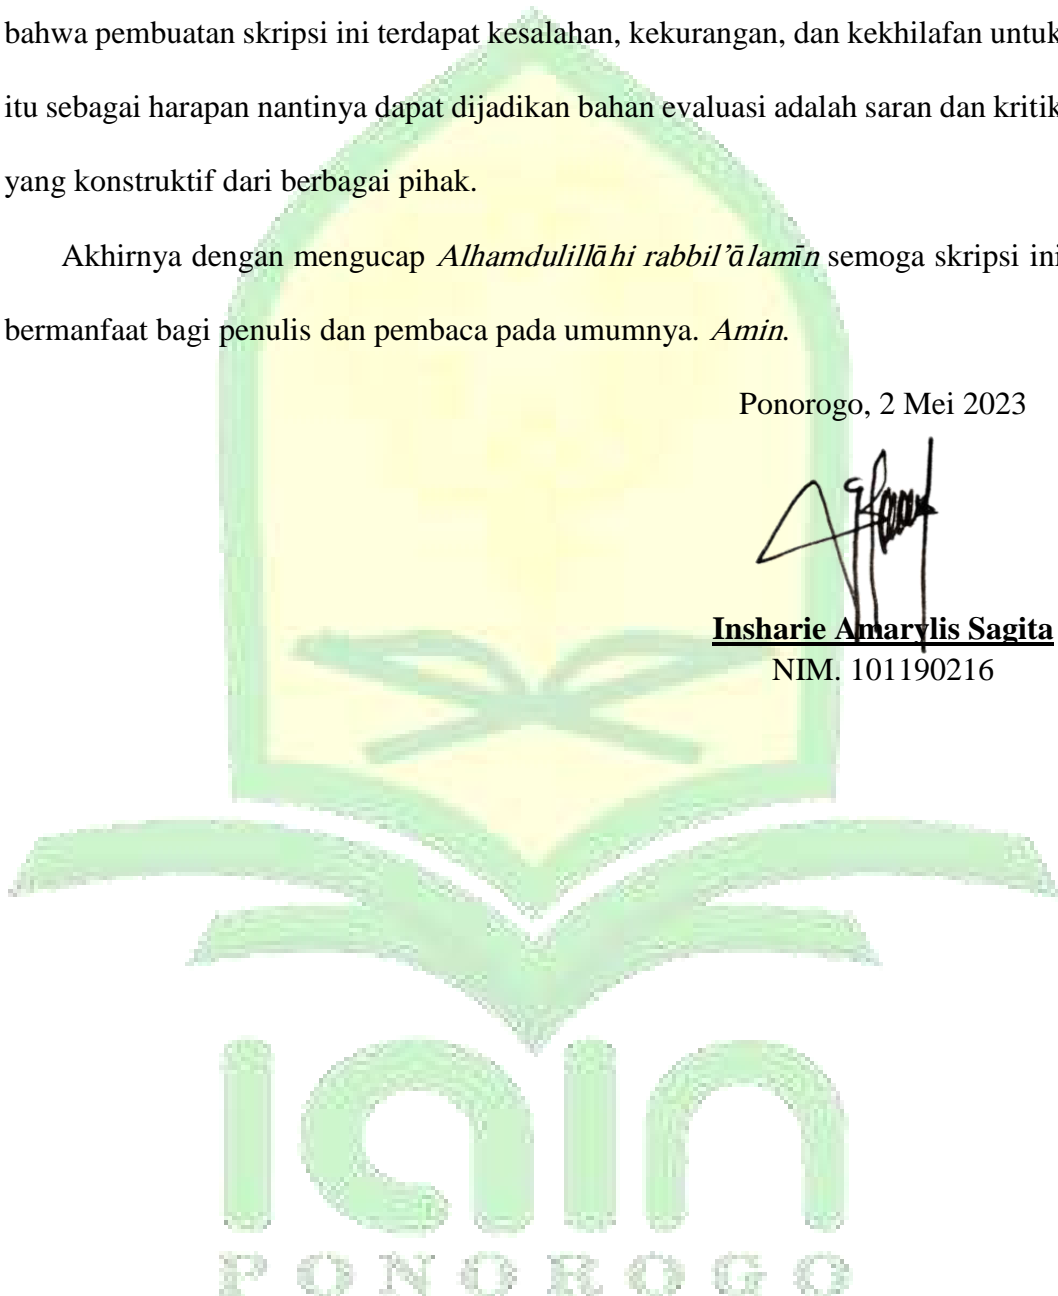 bahwa pembuatan skripsi ini terdapat kesalahan, kekurangan, dan kekhilafan untuk
itu sebagai harapan nantinya dapat dijadikan bahan evaluasi adalah saran dan kritik
yang konstruktif dari berbagai pihak.
Akhirnya dengan mengucap Alhamdulillāhi rabbil’ālamīn semoga skripsi ini
bermanfaat bagi penulis dan pembaca pada umumnya. Amin.
Ponorogo, 2 Mei 2023
Insharie Amarylis Sagita
NIM. 101190216
iain
PONOROGO